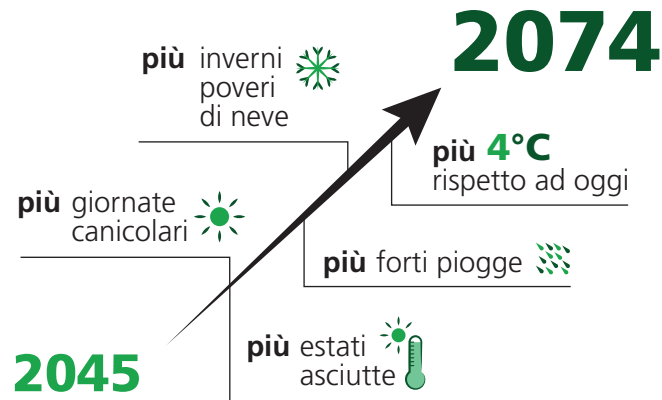 2074
più inverni
poveri
di neve
più 4°C
rispetto ad oggi
più giornate
canicolari
più forti piogge
più estati
asciutte
2045